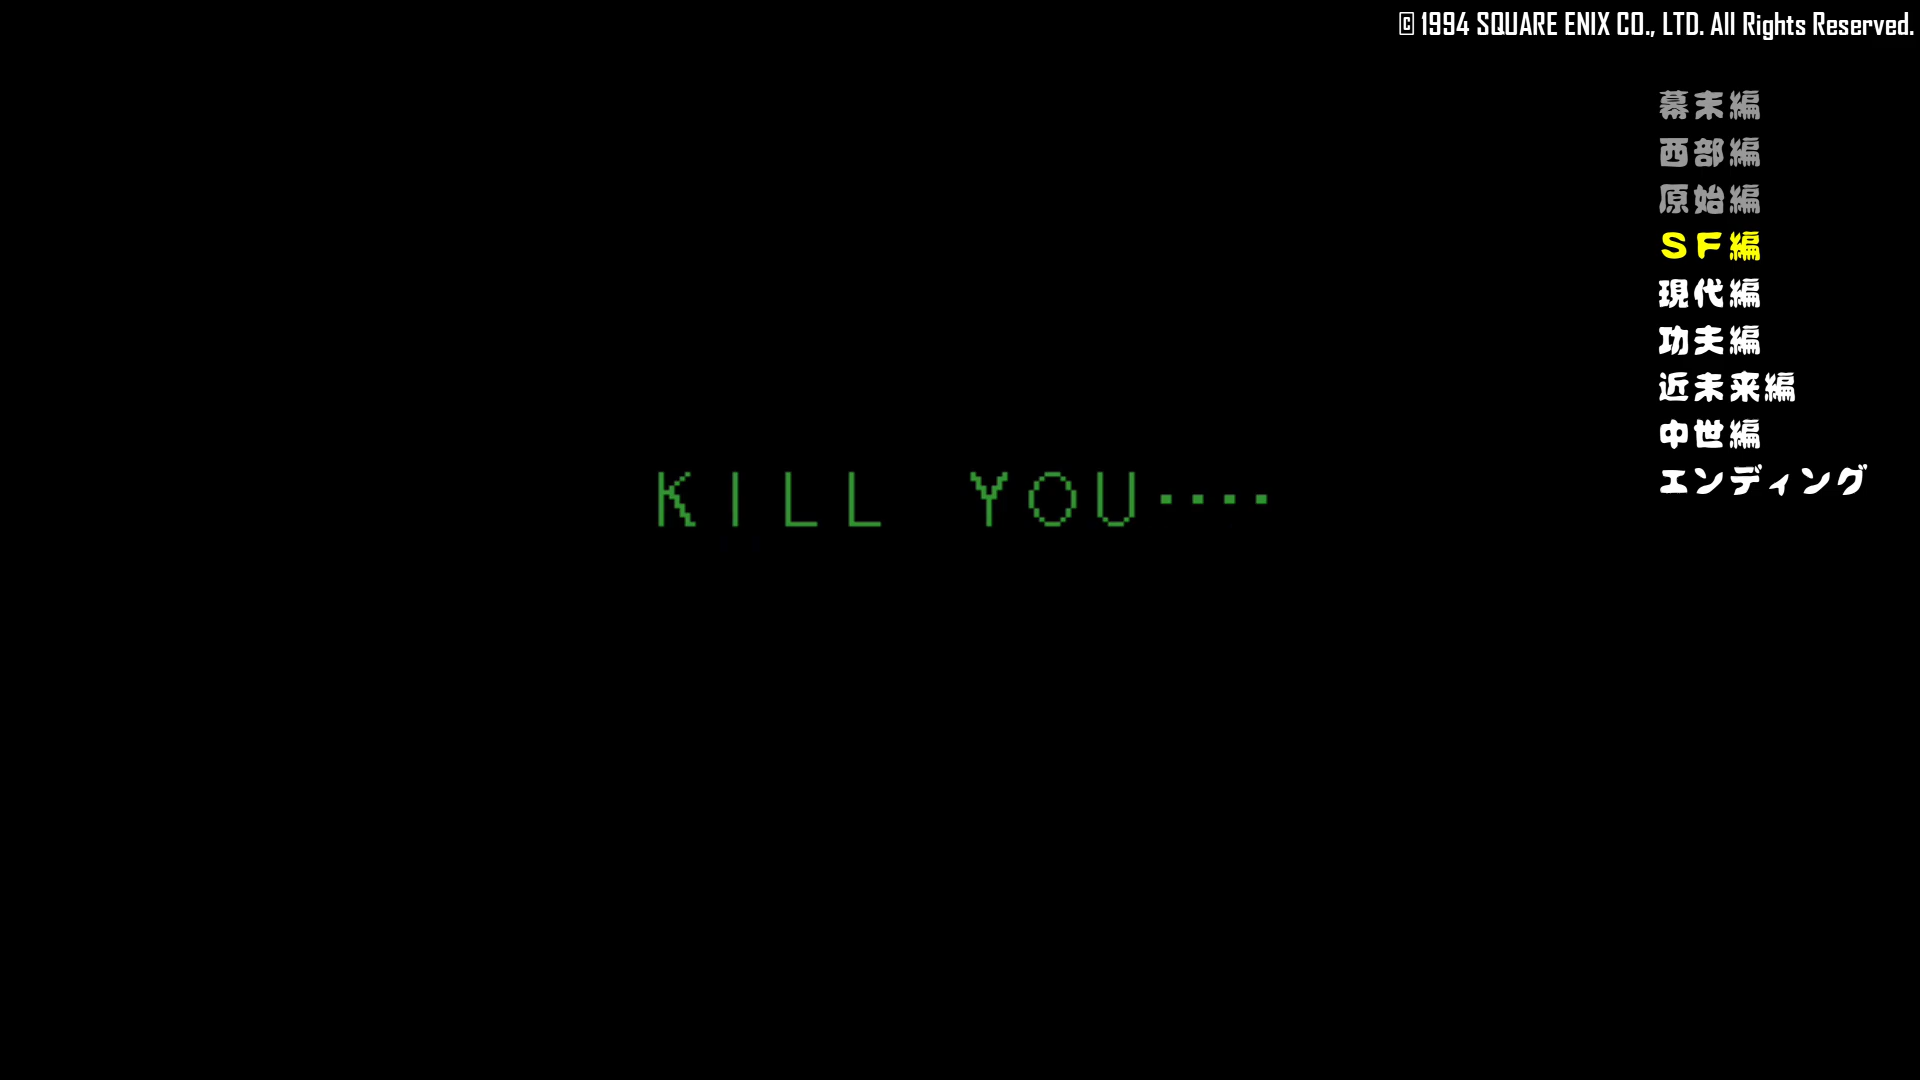 © 1994 SQUARE ENIX CO., LTD. All Rights Reserved.
幕末編
西部編
原始編
SF編
現代編
功夫編
近未来編
中世編
エンディング
KILL YOU････